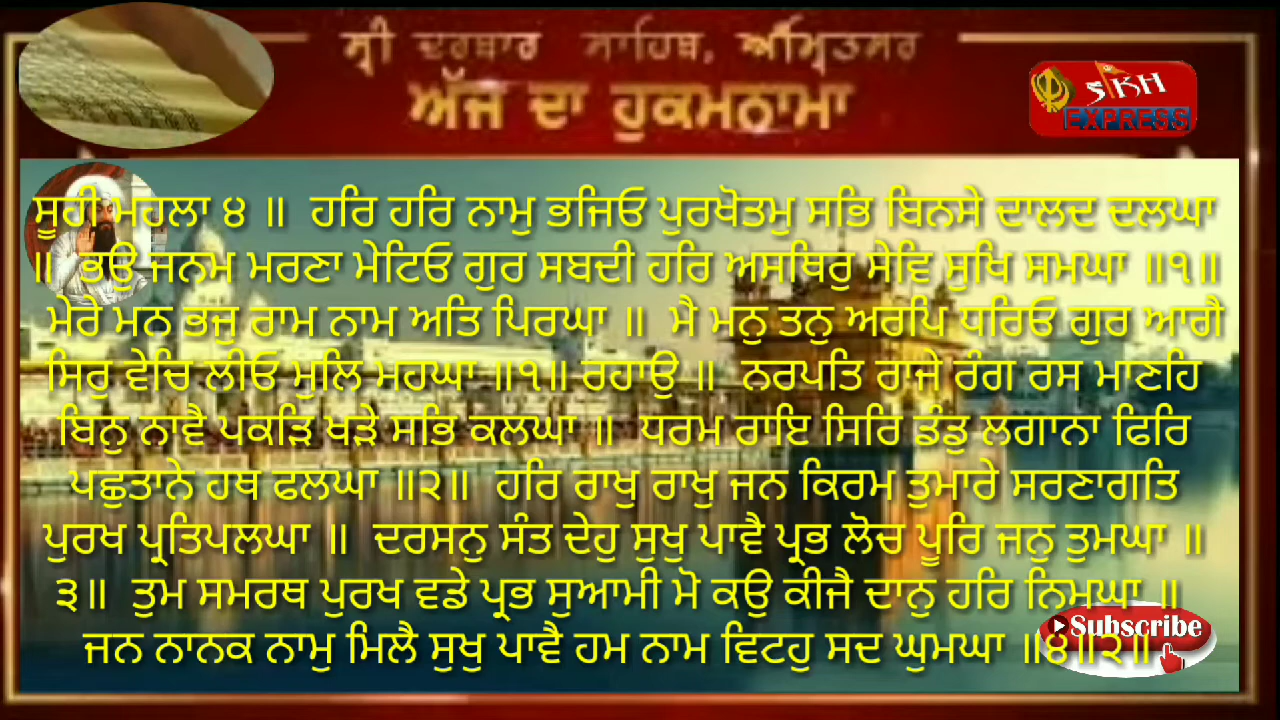 ਸ੍ਰੀ ਦਰਬਾਰ ਸਾਹਿਬ, ਅੰਮ੍ਰਿਤਸਰ
ਅੱਜ ਦਾ ਹੁਕਮਨਾਮਾ
SIKH
EXPRESS
ਸੂਹੀ ਮਹਲਾ ੪ ॥ ਹਰਿ ਹਰਿ ਨਾਮੁ ਭਜਿਓ ਪੁਰਖੋਤਮੁ ਸਭਿ ਬਿਨਸੇ ਦਾਲਦ ਦਲਘਾ
॥ ਭਉ ਜਨਮ ਮਰਣਾ ਮੇਟਿਓ ਗੁਰ ਸਬਦੀ ਹਰਿ ਅਸਥਿਰੁ ਸੇਵਿ ਸੁਖਿ ਸਮਘਾ ॥੧॥
ਮੇਰੇ ਮਨ ਭਜੁ ਰਾਮ ਨਾਮ ਅਤਿ ਪਿਰਘਾ ॥ ਮੈ ਮਨੁ ਤਨੁ ਅਰਪਿ ਧਰਿਓ ਗੁਰ ਆਗੈ
ਸਿਰੁ ਵੇਚਿ ਲੀਓ ਮੁਲਿ ਮਹਘਾ ॥੧॥ ਰਹਾਉ ॥ ਨਰਪਤਿ ਰਾਜੇ ਰੰਗ ਰਸ ਮਾਣਹਿ
ਬਿਨੁ ਨਾਵੈ ਪਕੜਿ ਖੜੇ ਸਭਿ ਕਲਘਾ ॥ ਧਰਮ ਰਾਇ ਸਿਰਿ ਡੰਡੁ ਲਗਾਨਾ ਫਿਰਿ
ਪਛੁਤਾਨੇ ਹਥ ਫਲਘਾ ॥੨॥ ਹਰਿ ਰਾਖੁ ਰਾਖੁ ਜਨ ਕਿਰਮ ਤੁਮਾਰੇ ਸਰਣਾਗਤਿ
ਪੁਰਖ ਪ੍ਰਤਿਪਲਘਾ ॥ ਦਰਸਨੁ ਸੰਤ ਦੇਹੁ ਸੁਖੁ ਪਾਵੈ ਪ੍ਰਭ ਲੋਚ ਪੂਰਿ ਜਨੁ ਤੁਮਘਾ ॥
੩॥ ਤੁਮ ਸਮਰਥ ਪੁਰਖ ਵਡੇ ਪ੍ਰਭ ਸੁਆਮੀ ਮੋ ਕਉ ਕੀਜੈ ਦਾਨੁ ਹਰਿ ਨਿਮਘਾ ॥
ਜਨ ਨਾਨਕ ਨਾਮੁ ਮਿਲੈ ਸੁਖੁ ਪਾਵੈ ਹਮ ਨਾਮ ਵਿਟਹੁ ਸਦ ਘੁਮਘਾ ॥੪॥੨॥
Subscribe